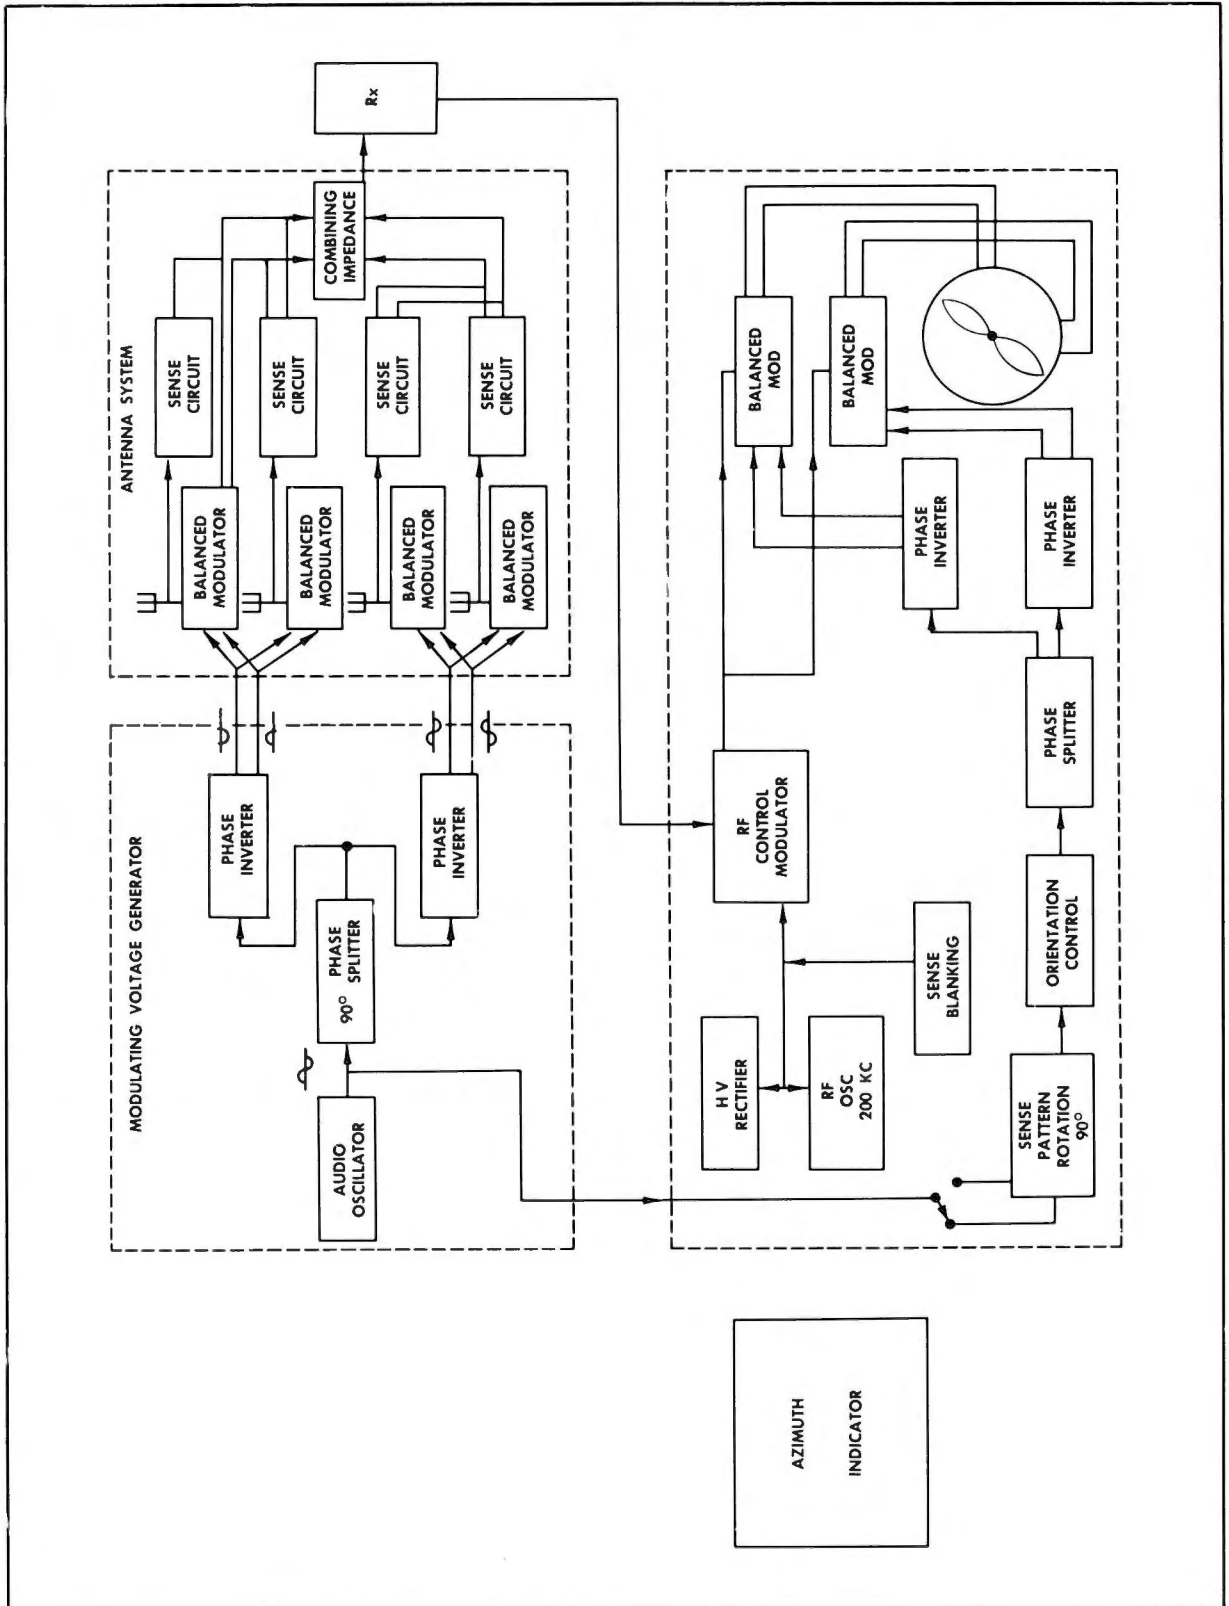 MODULATING VOLTAGE GENERATOR
AUDIO
OSCILLATOR
90° PHASE
SPLITTER
PHASE
INVERTER
PHASE
INVERTER
ANTENNA SYSTEM
BALANCED
MODULATOR
BALANCED
MODULATOR
BALANCED
MODULATOR
BALANCED
MODULATOR
SENSE
CIRCUIT
SENSE
CIRCUIT
SENSE
CIRCUIT
SENSE
CIRCUIT
COMBINING
IMPEDANCE
Rx
AZIMUTH
INDICATOR
H V
RECTIFIER
RF
OSC
200 KC
SENSE
BLANKING
SENSE
PATTERN
ROTATION
90°
RF
CONTROL
MODULATOR
ORIENTATION
CONTROL
PHASE
SPLITTER
PHASE
INVERTER
PHASE
INVERTER
BALANCED
MOD
BALANCED
MOD